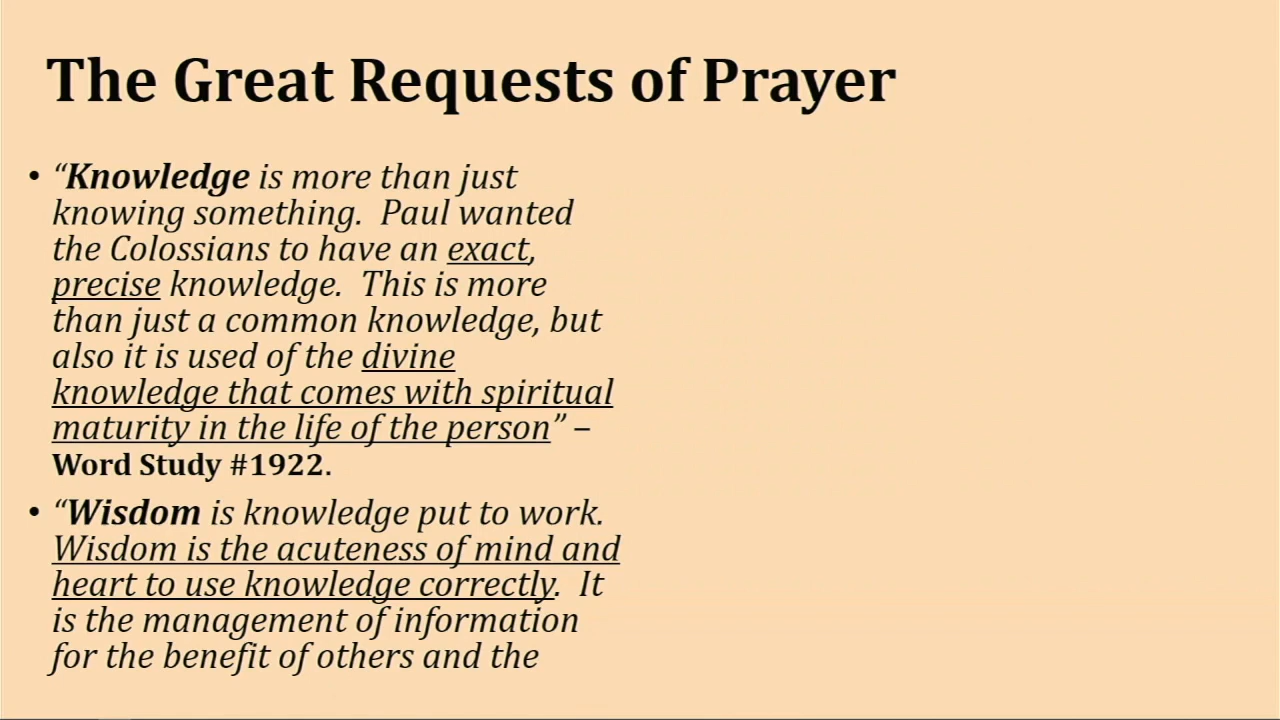 The Great Requests of Prayer
• “Knowledge is more than just
knowing something.  Paul wanted
the Colossians to have an exact,
precise knowledge.  This is more
than just a common knowledge, but
also it is used of the divine
knowledge that comes with spiritual
maturity in the life of the person” –
Word Study #1922.
• “Wisdom is knowledge put to work.
Wisdom is the acuteness of mind and
heart to use knowledge correctly.  It
is the management of information
for the benefit of others and the